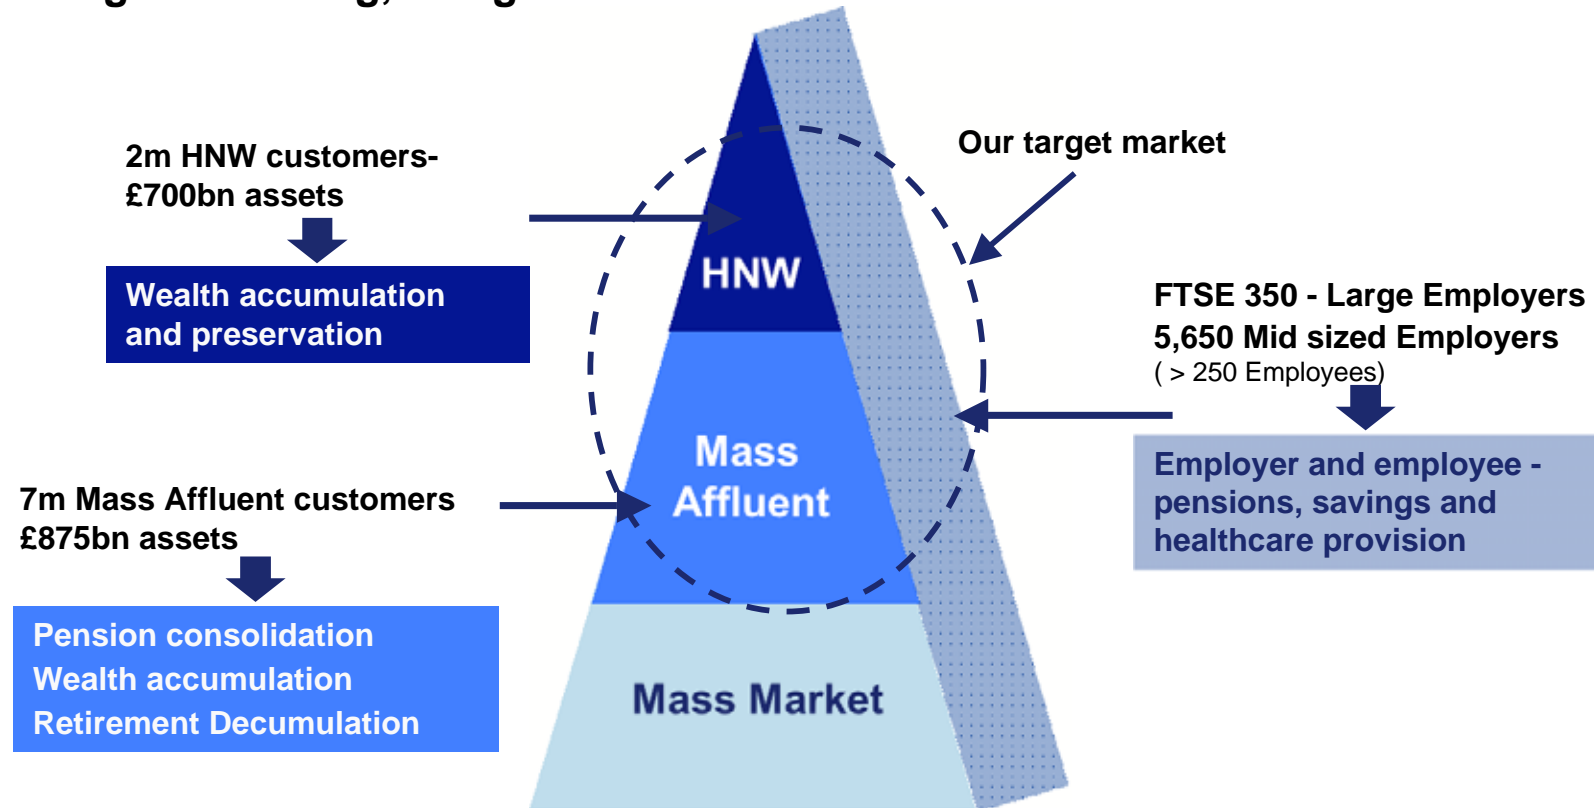 2m HNW customers-
£700bn assets
Wealth accumulation
and preservation
7m Mass Affluent customers
£875bn assets
Pension consolidation
Wealth accumulation
Retirement Decumulation
HNW
Mass
Affluent
Mass Market
Our target market
FTSE 350 - Large Employers
5,650 Mid sized Employers
( > 250 Employees)
Employer and employee -
pensions, savings and
healthcare provision